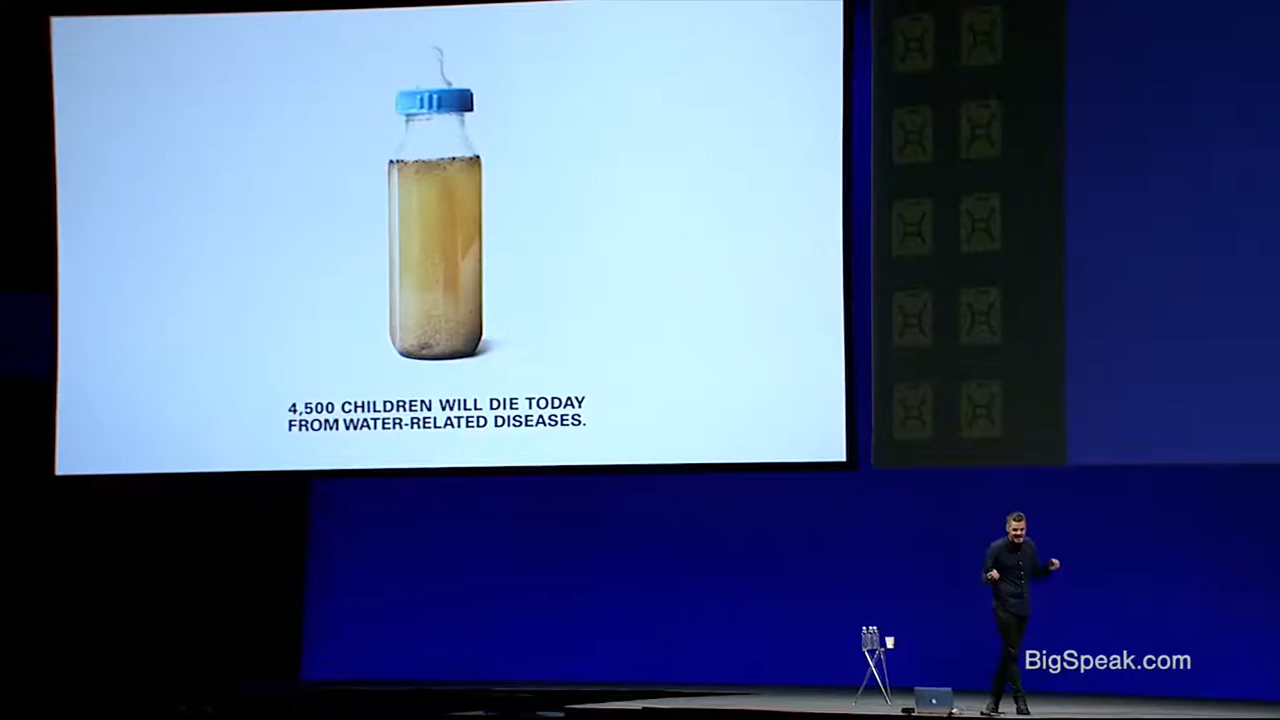 4,500 CHILDREN WILL DIE TODAY
FROM WATER-RELATED DISEASES.
BigSpeak.com